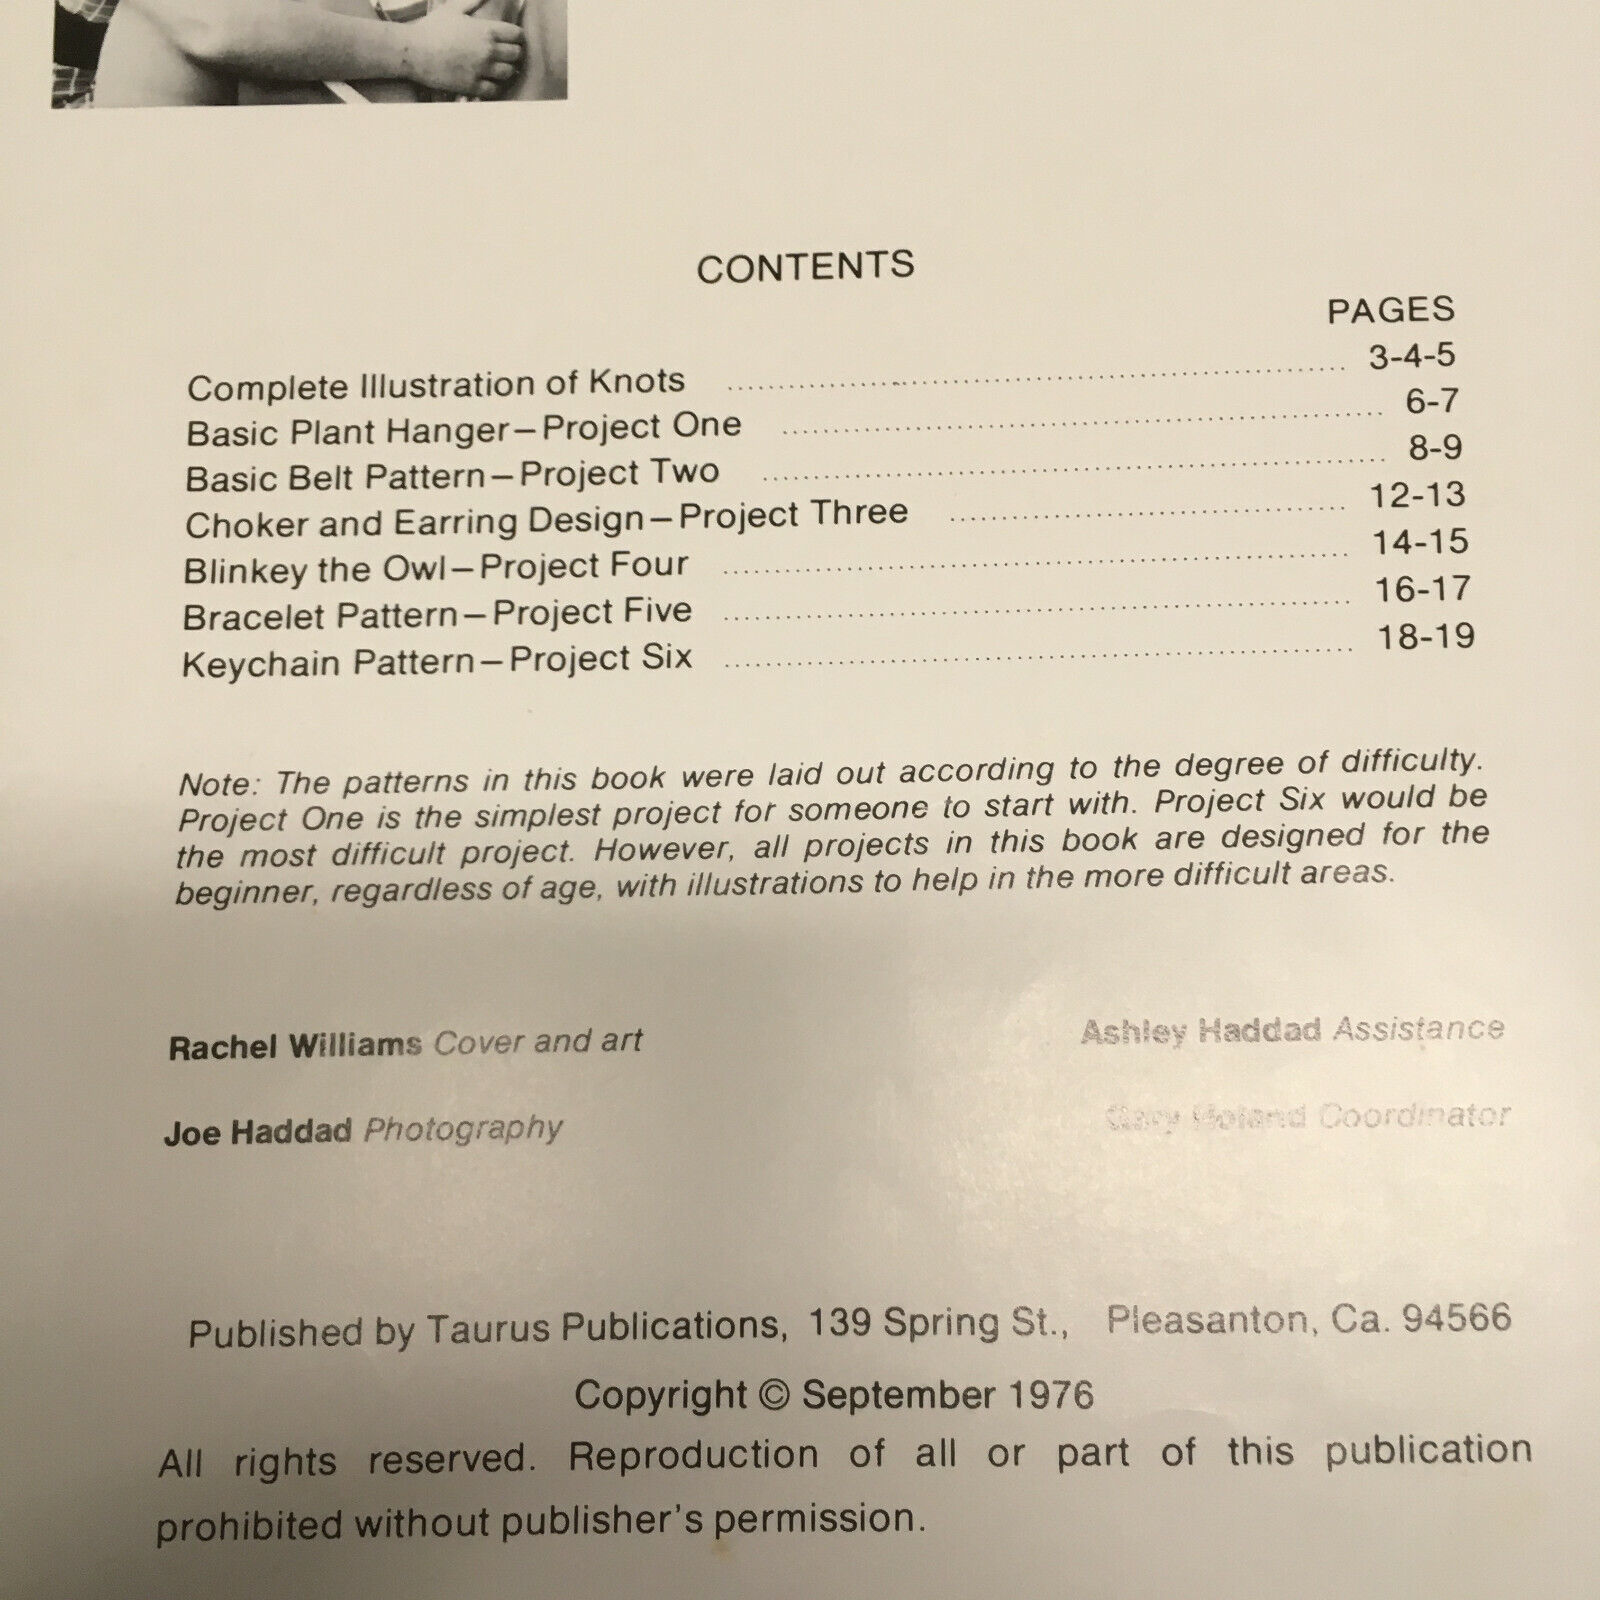 CONTENTS
PAGES
Complete Illustration of Knots ........ 3-4-5
Basic Plant Hanger—Project One ........ 6-7
Basic Belt Pattern—Project Two ........ 8-9
Choker and Earring Design—Project Three ........ 12-13
Blinkey the Owl—Project Four ........ 14-15
Bracelet Pattern—Project Five ........ 16-17
Keychain Pattern—Project Six ........ 18-19
Note: The patterns in this book were laid out according to the degree of difficulty.
Project One is the simplest project for someone to start with. Project Six would be
the most difficult project. However, all projects in this book are designed for the
beginner, regardless of age, with illustrations to help in the more difficult areas.
Rachel Williams Cover and art
Ashley Haddad Assistance
Joe Haddad Photography
Gary Coordinator
Published by Taurus Publications, 139 Spring St., Pleasanton, Ca. 94566
Copyright © September 1976
All rights reserved. Reproduction of all or part of this publication
prohibited without publisher's permission.